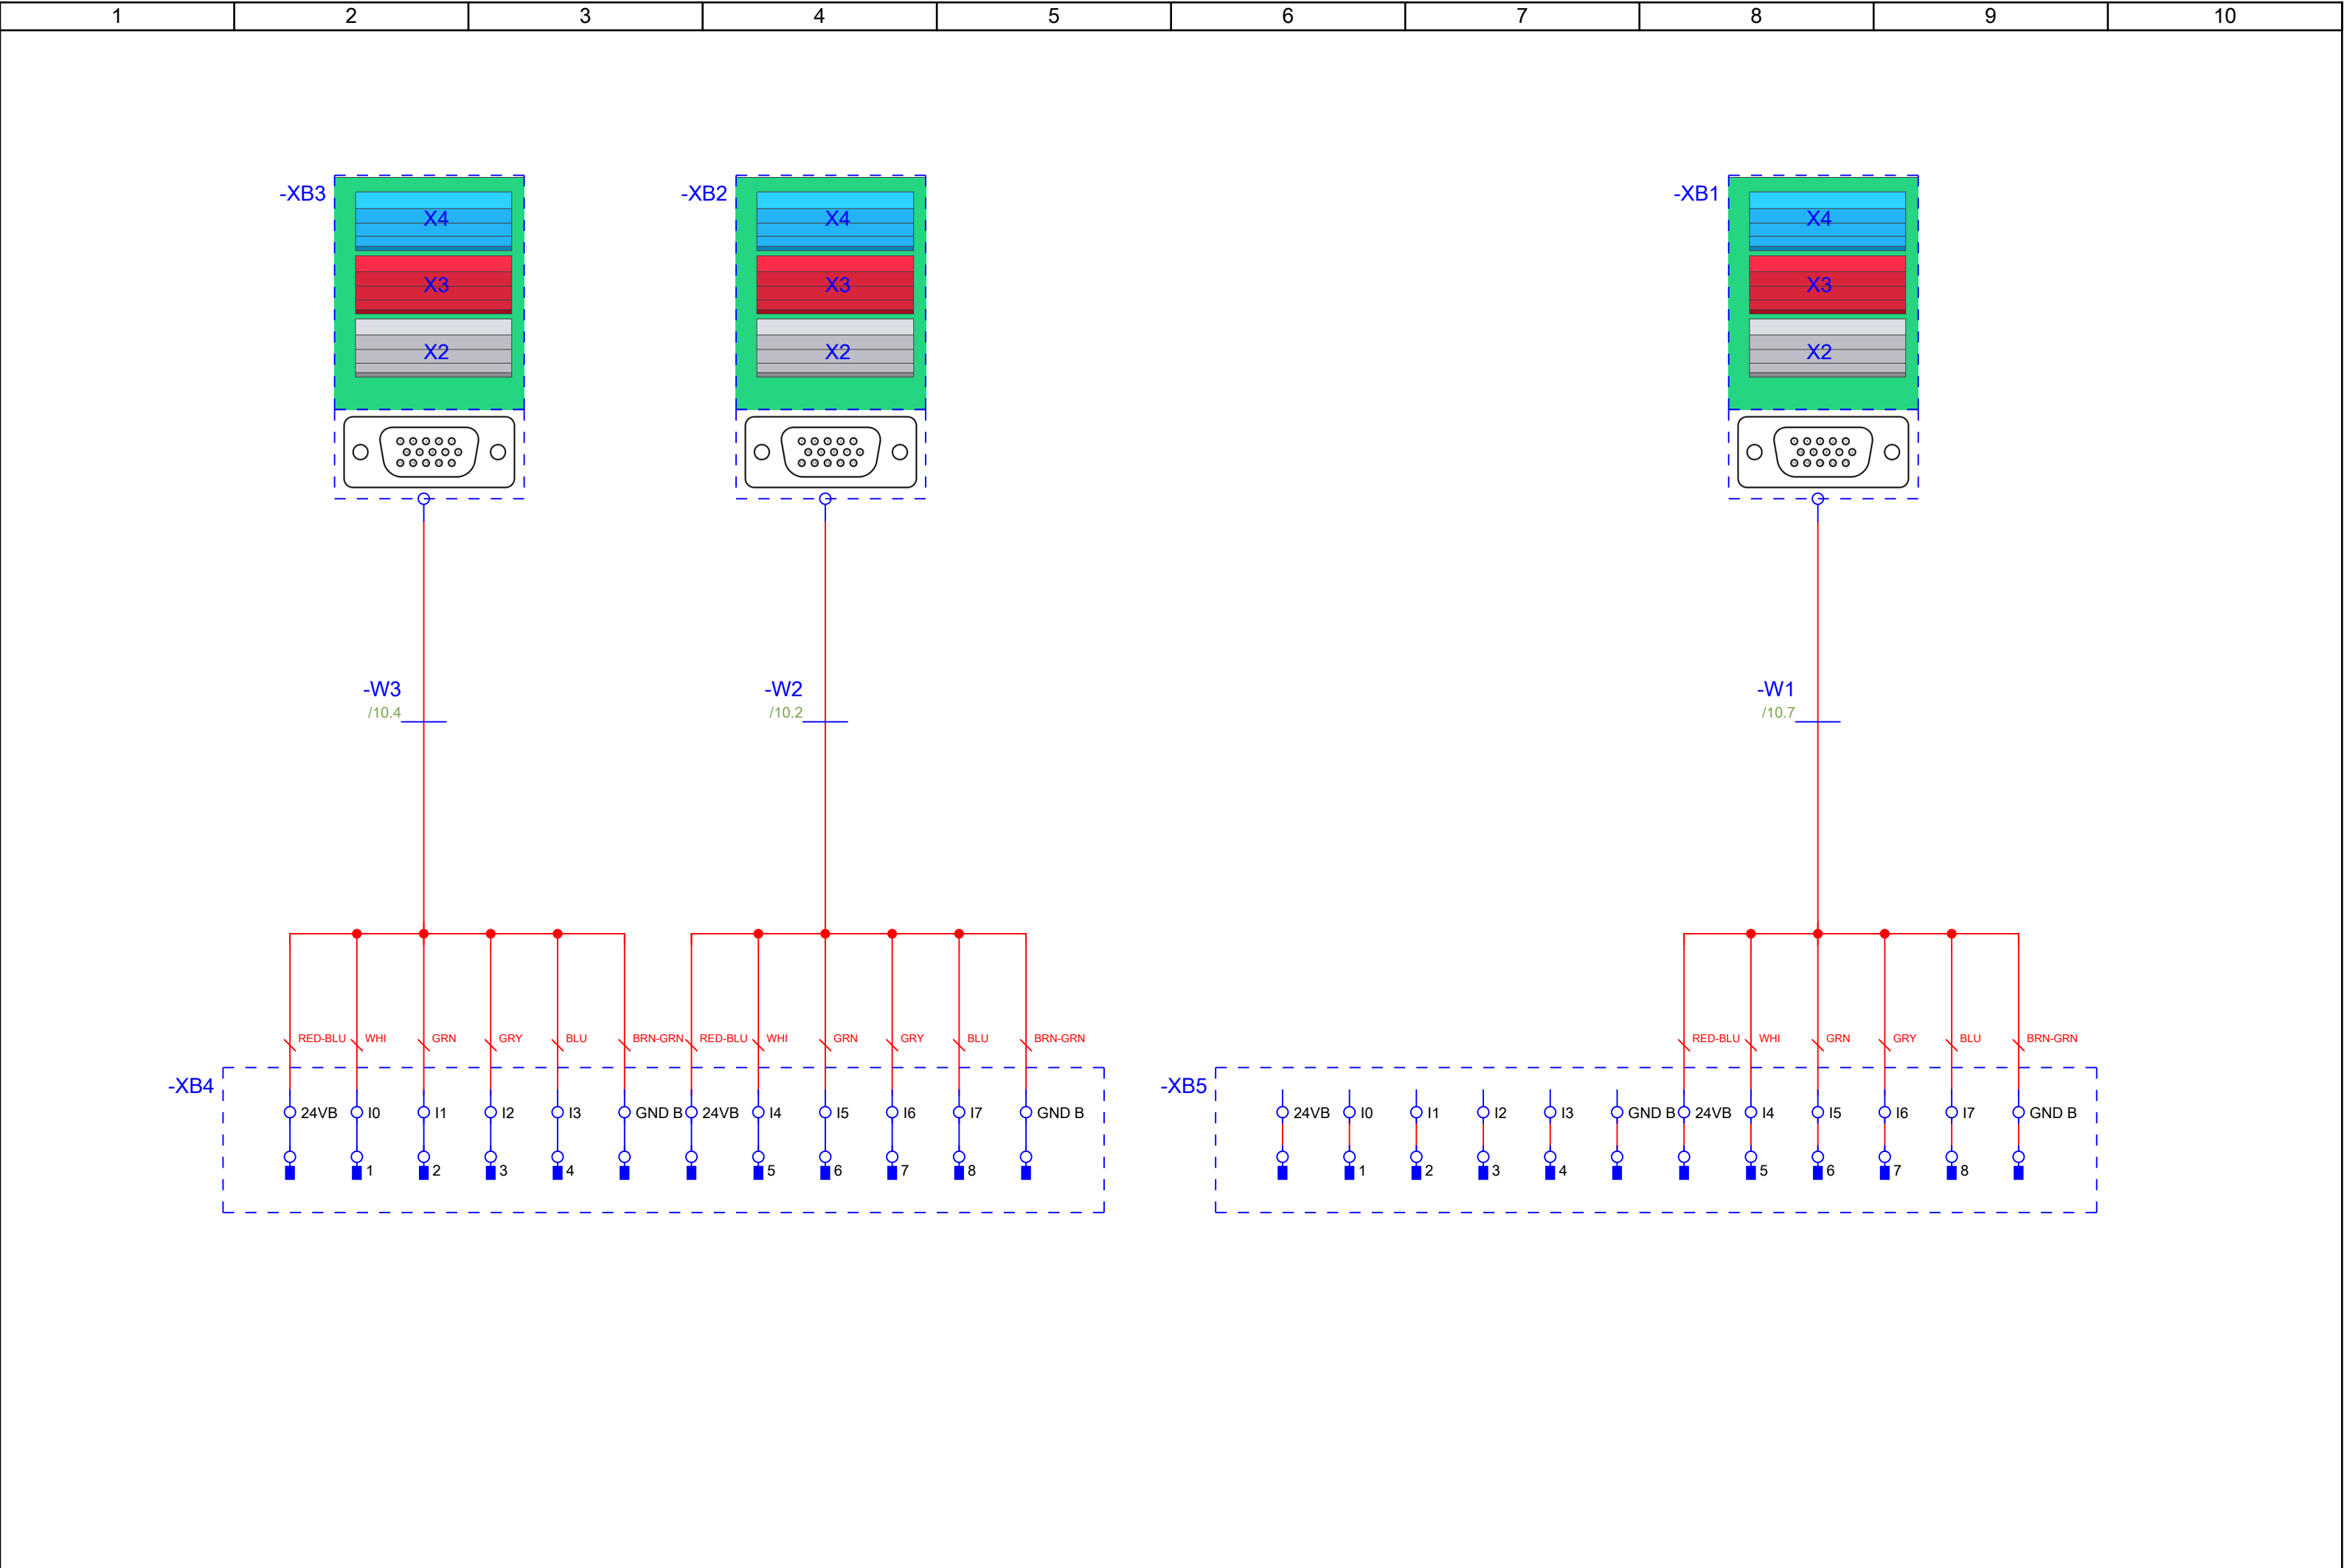 1 2 3 4 5 6 7 8 9 10
-XB3 -XB2 -XB1
X4 X4 X4
X3 X3 X3
X2 X2 X2
-W3 -W2 -W1
/10.4 /10.2 /10.7
RED-BLU WHI GRN GRY BLU BRN-GRN RED-BLU WHI GRN GRY BLU BRN-GRN RED-BLU WHI GRN GRY BLU BRN-GRN
-XB4 -XB5
24VB I0 I1 I2 I3 GND B 24VB I4 I5 I6 I7 GND B 24VB I0 I1 I2 I3 GND B 24VB I4 I5 I6 I7 GND B
1 2 3 4 5 6 7 8 1 2 3 4 5 6 7 8